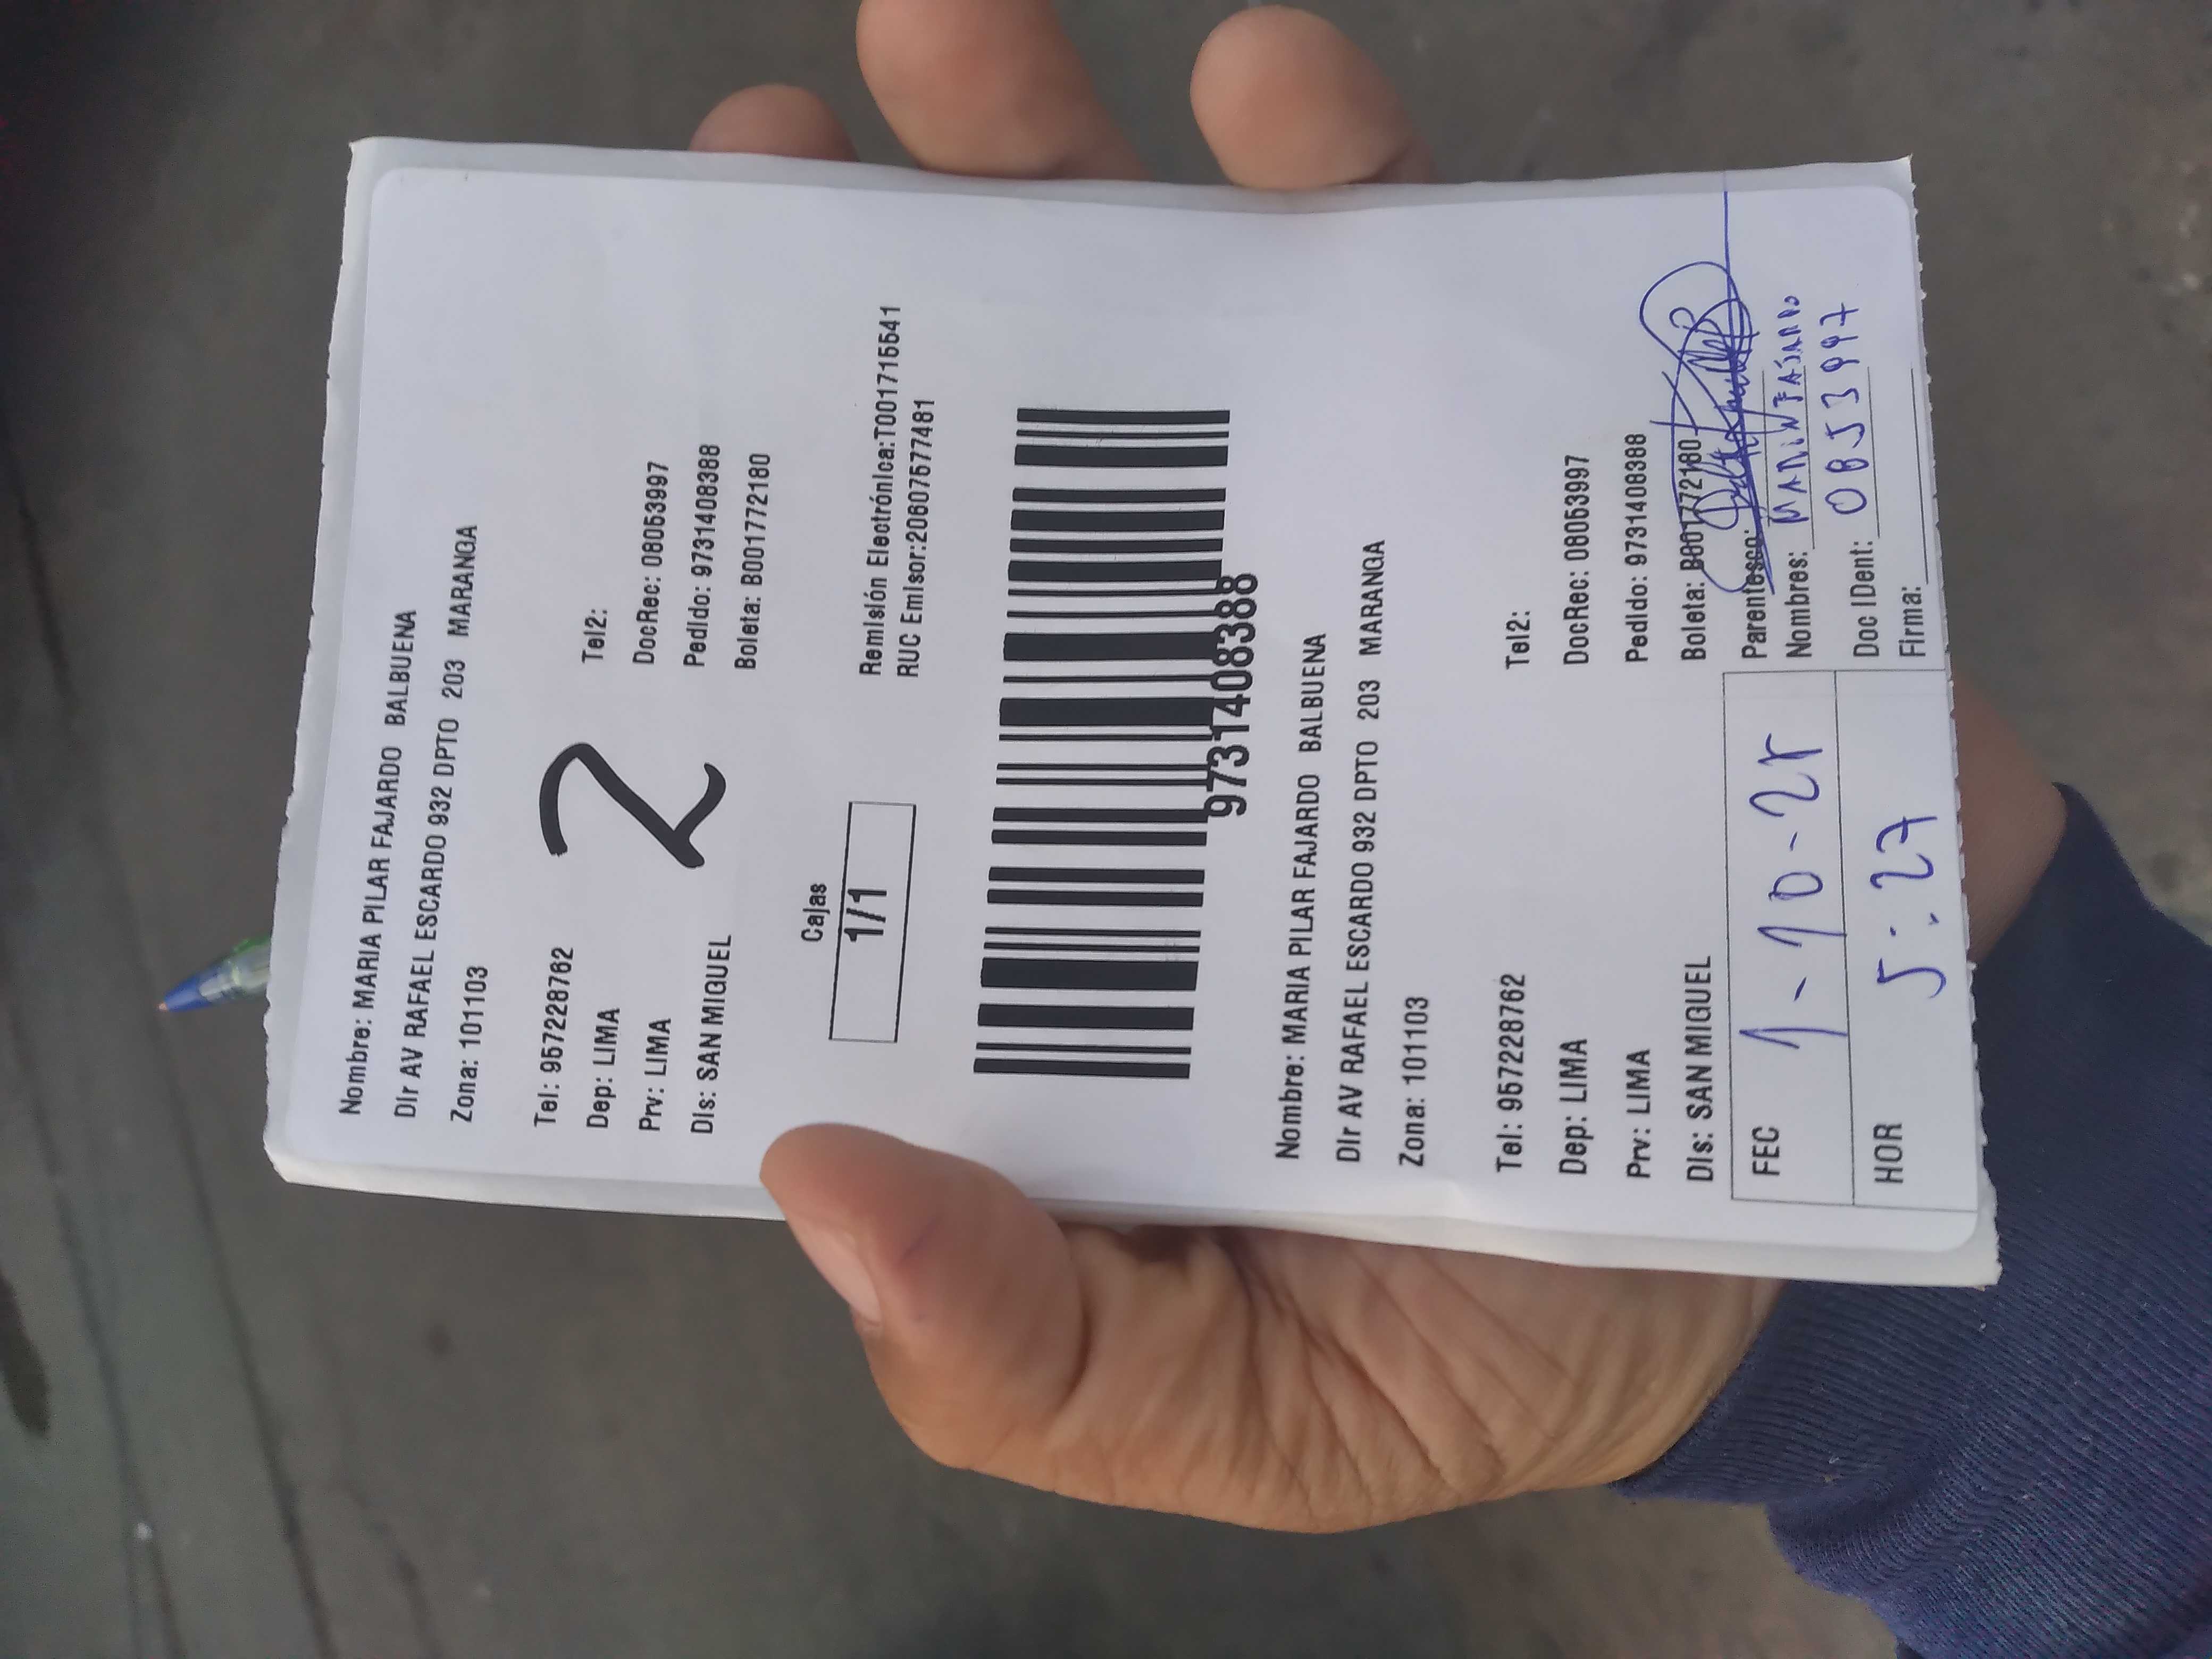 Nombre: MARIA PILAR FAJARDO BALBUENA
Dir AV RAFAEL ESCARDO 932 DPTO 203 MARANGA
Zona: 101103
Tel: 957228762 Tel2:
Dep: LIMA DocRec: 08053997
Prv: LIMA Pedido: 9731408388
Dis: SAN MIGUEL Boleta: B001772180
2
Cajas
1/1
Remisión Electrónica:T001715541
RUC Emisor:20607577481
9731408388
Nombre: MARIA PILAR FAJARDO BALBUENA
Dir AV RAFAEL ESCARDO 932 DPTO 203 MARANGA
Zona: 101103
Tel: 957228762 Tel2:
Dep: LIMA DocRec: 08053997
Prv: LIMA Pedido: 9731408388
Dis: SAN MIGUEL Boleta: B001772180
FEC 1-10-25 Parentesco:
Nombres: FAJARDO
HOR 5:27 Doc IDent:
Firma: